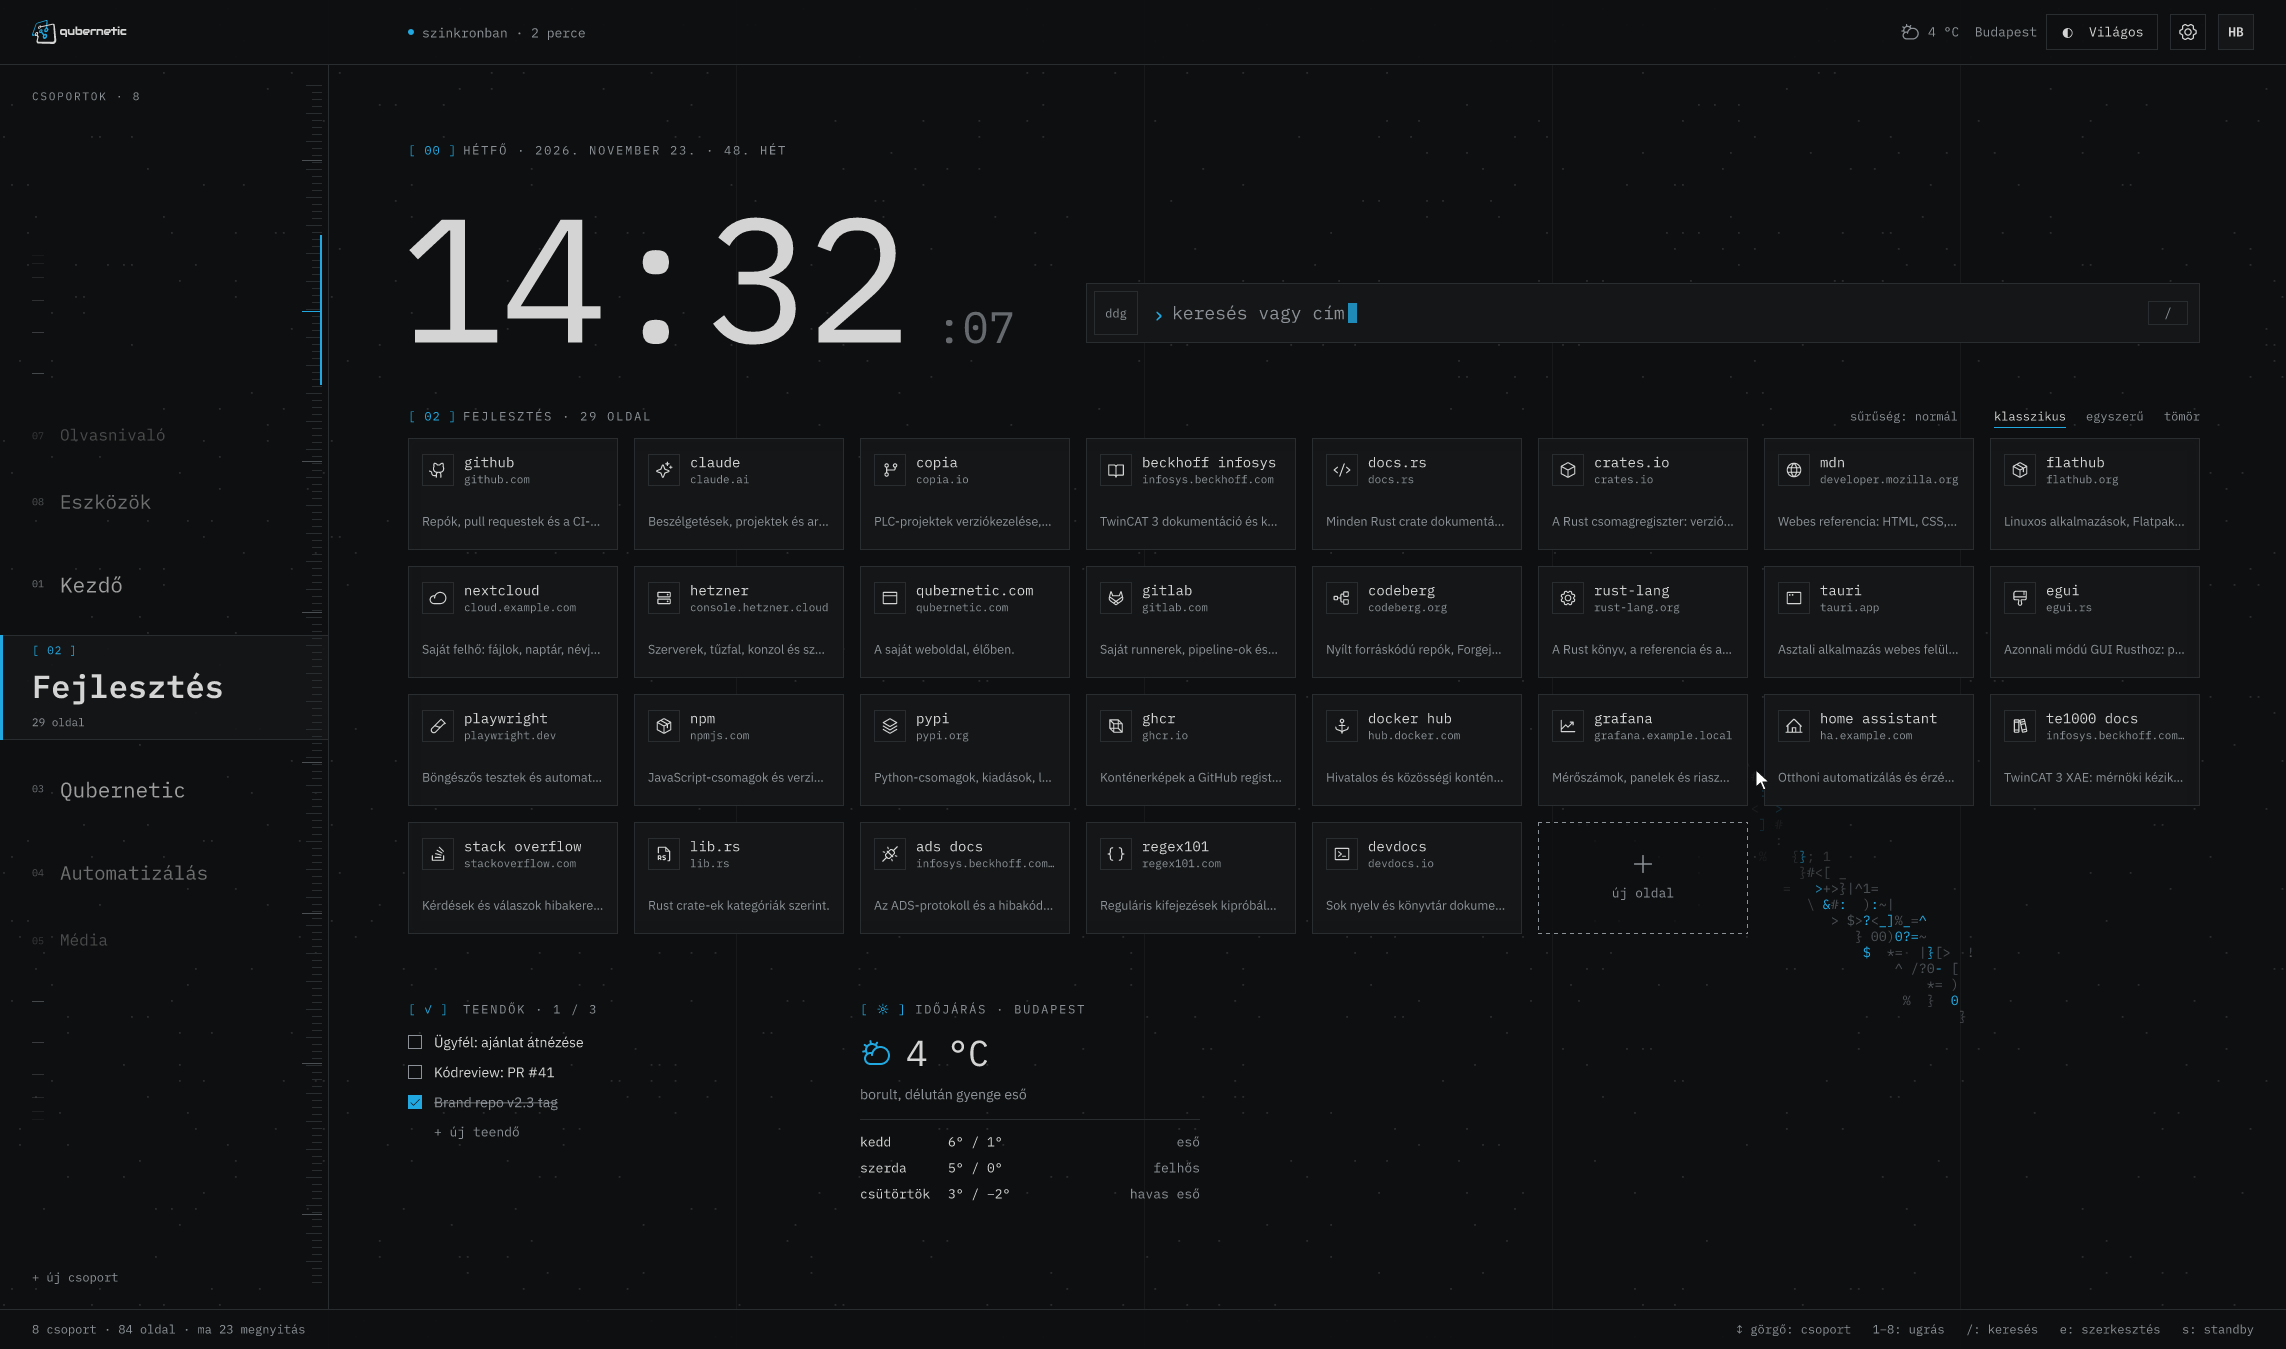 qubernetic
szinkronban · 2 perce
4 °C Budapest
Világos
HB
CSOPORTOK · 8
07 Olvasnivaló
08 Eszközök
01 Kezdő
[ 02 ]
Fejlesztés
29 oldal
03 Qubernetic
04 Automatizálás
05 Média
+ új csoport
[ 00 ] HÉTFŐ · 2026. NOVEMBER 23. · 48. HÉT
14:32 :07
ddg › keresés vagy cím /
[ 02 ] FEJLESZTÉS · 29 OLDAL
sűrűség: normál klasszikus egyszerű tömör
github
github.com
Repók, pull requestek és a CI-...
claude
claude.ai
Beszélgetések, projektek és ar...
copia
copia.io
PLC-projektek verziókezelése,...
beckhoff infosys
infosys.beckhoff.com
TwinCAT 3 dokumentáció és k...
docs.rs
docs.rs
Minden Rust crate dokumentá...
crates.io
crates.io
A Rust csomagregiszter: verzió...
mdn
developer.mozilla.org
Webes referencia: HTML, CSS,...
flathub
flathub.org
Linuxos alkalmazások, Flatpak...
nextcloud
cloud.example.com
Saját felhő: fájlok, naptár, névj...
hetzner
console.hetzner.cloud
Szerverek, tűzfal, konzol és sz...
qubernetic.com
qubernetic.com
A saját weboldal, élőben.
gitlab
gitlab.com
Saját runnerek, pipeline-ok és...
codeberg
codeberg.org
Nyílt forráskódú repók, Forgej...
rust-lang
rust-lang.org
A Rust könyv, a referencia és a...
tauri
tauri.app
Asztali alkalmazás webes felül...
egui
egui.rs
Azonnali módú GUI Rusthoz: p...
playwright
playwright.dev
Böngészős tesztek és automat...
npm
npmjs.com
JavaScript-csomagok és verzi...
pypi
pypi.org
Python-csomagok, kiadások, l...
ghcr
ghcr.io
Konténerképek a GitHub regist...
docker hub
hub.docker.com
Hivatalos és közösségi kontén...
grafana
grafana.example.local
Mérőszámok, panelek és riasz...
home assistant
ha.example.com
Otthoni automatizálás és érzé...
te1000 docs
infosys.beckhoff.com…
TwinCAT 3 XAE: mérnöki kézik...
stack overflow
stackoverflow.com
Kérdések és válaszok hibakere...
lib.rs
lib.rs
Rust crate-ek kategóriák szerint.
ads docs
infosys.beckhoff.com…
Az ADS-protokoll és a hibakód...
regex101
regex101.com
Reguláris kifejezések kipróbál...
devdocs
devdocs.io
Sok nyelv és könyvtár dokume...
új oldal
[ √ ] TEENDŐK · 1 / 3
Ügyfél: ajánlat átnézése
Kódreview: PR #41
Brand repo v2.3 tag
+ új teendő
[ ☼ ] IDŐJÁRÁS · BUDAPEST
4 °C
borult, délután gyenge eső
kedd 6° / 1° eső
szerda 5° / 0° felhős
csütörtök 3° / −2° havas eső
8 csoport · 84 oldal · ma 23 megnyitás
↕ görgő: csoport 1–8: ugrás /: keresés e: szerkesztés s: standby